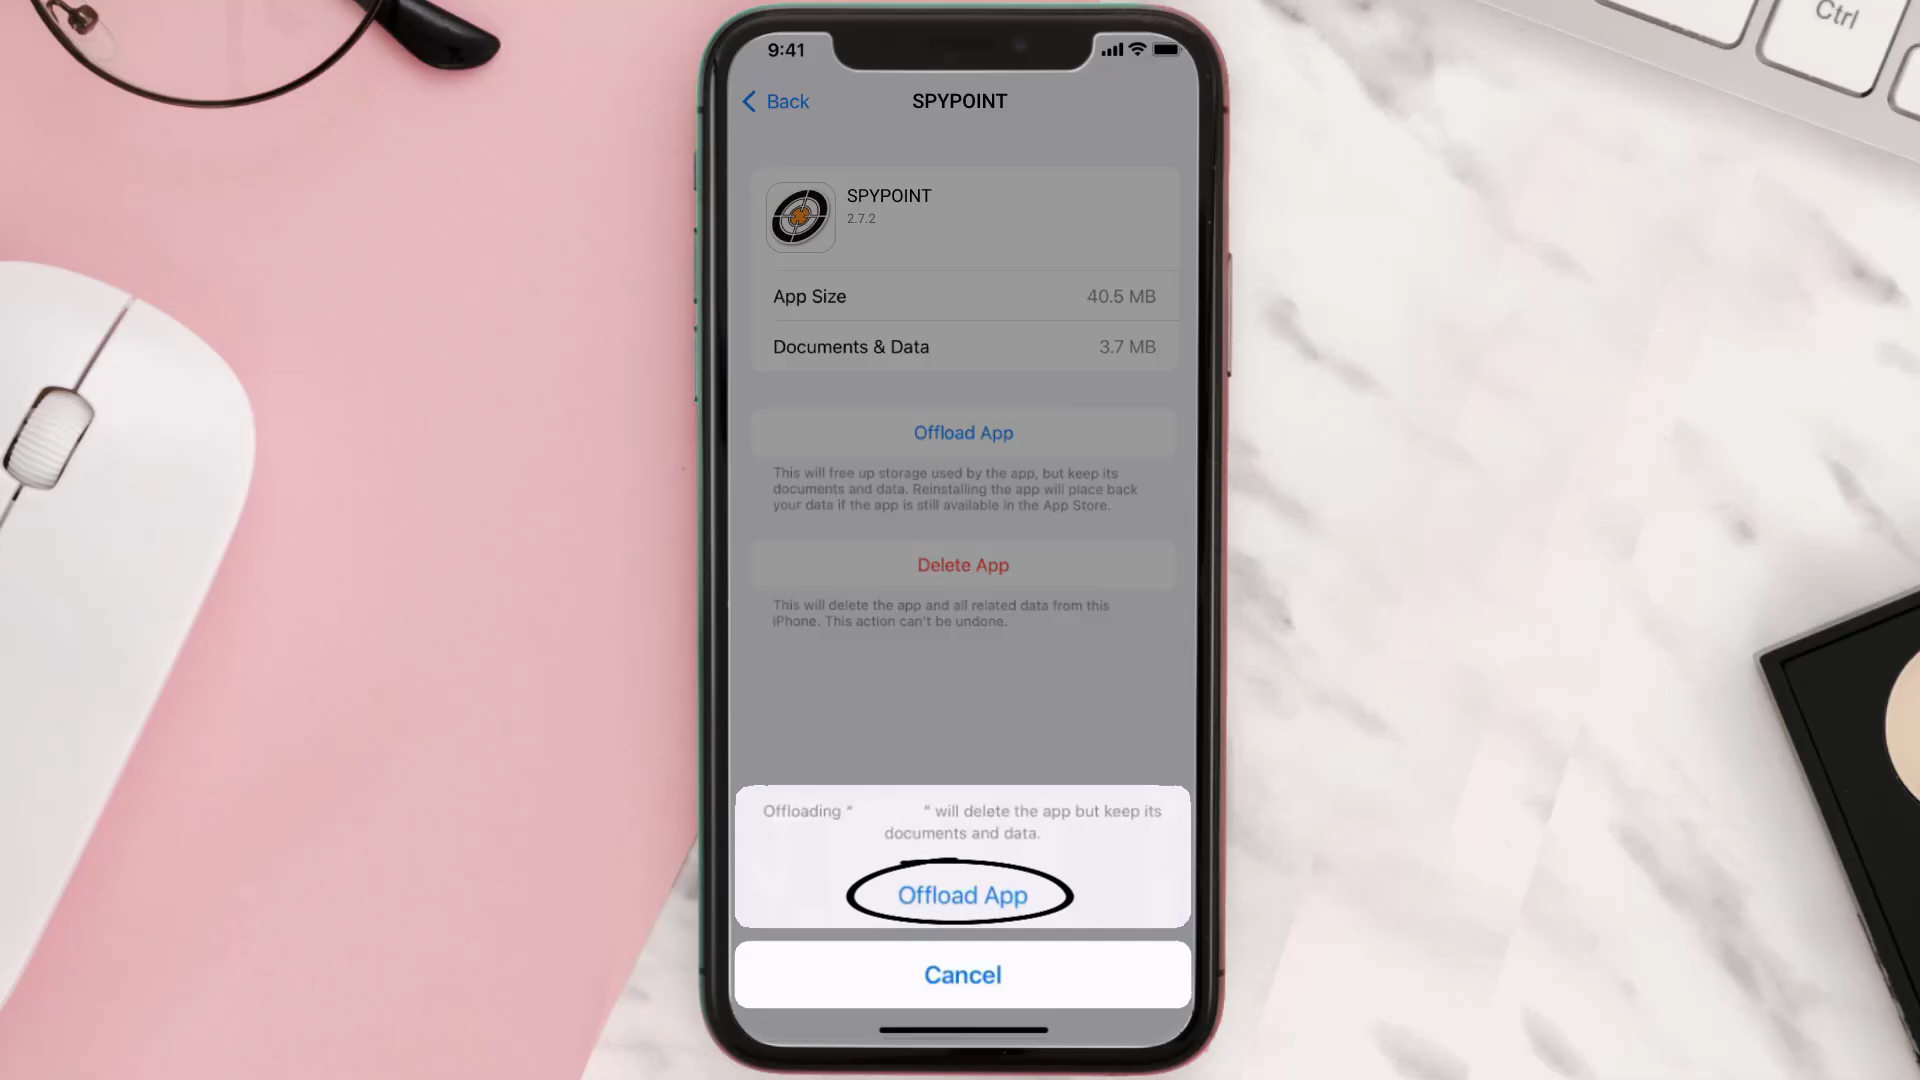 Ctrl
9:41
Back
SPYPOINT
SPYPOINT
2.7.2
App Size 40.5 MB
Documents & Data 3.7 MB
Offload App
This will free up storage used by the app, but keep its
documents and data. Reinstalling the app will place back
your data if the app is still available in the App Store.
Delete App
This will delete the app and all related data from this
iPhone. This action can't be undone.
Offloading “ “ will delete the app but keep its
documents and data.
Offload App
Cancel